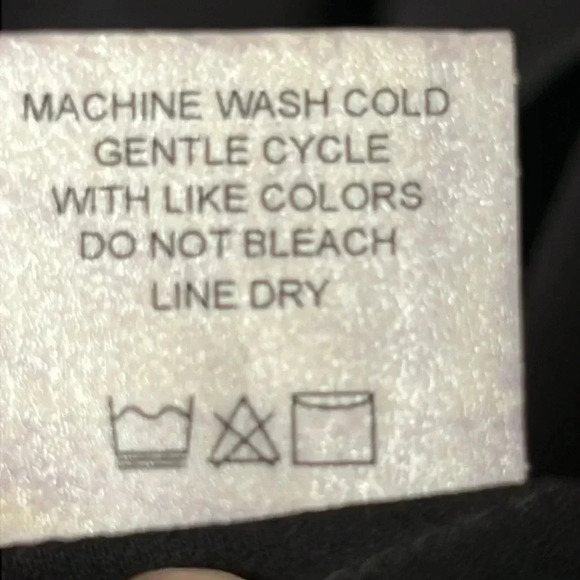 MACHINE WASH COLD
GENTLE CYCLE
WITH LIKE COLORS
DO NOT BLEACH
LINE DRY